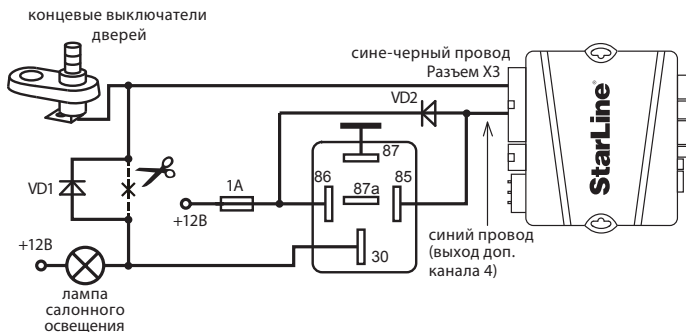 концевые выключатели
дверей
сине-черный провод
Разъем X3
VD2
StarLine®
87
86
87a
85
1A
VD1
+12В
30
+12В
синий провод
(выход доп.
канала 4)
лампа
салонного
освещения